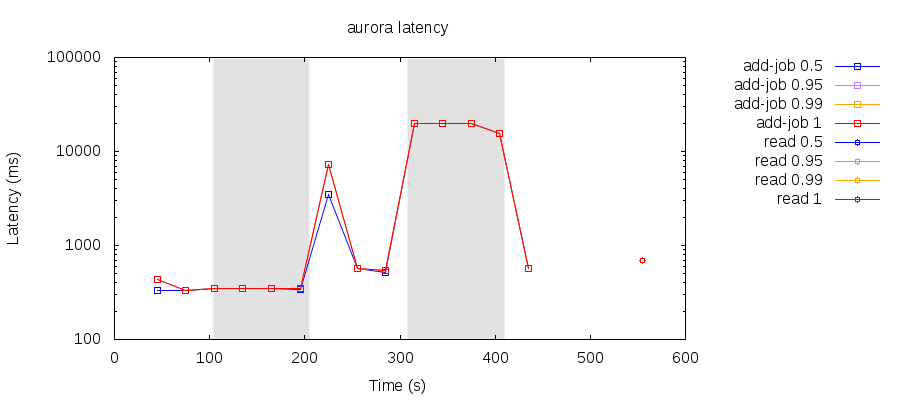 aurora latency
100000
10000
1000
100
Latency (ms)
0 100 200 300 400 500 600
Time (s)
add-job 0.5
add-job 0.95
add-job 0.99
add-job 1
read 0.5
read 0.95
read 0.99
read 1